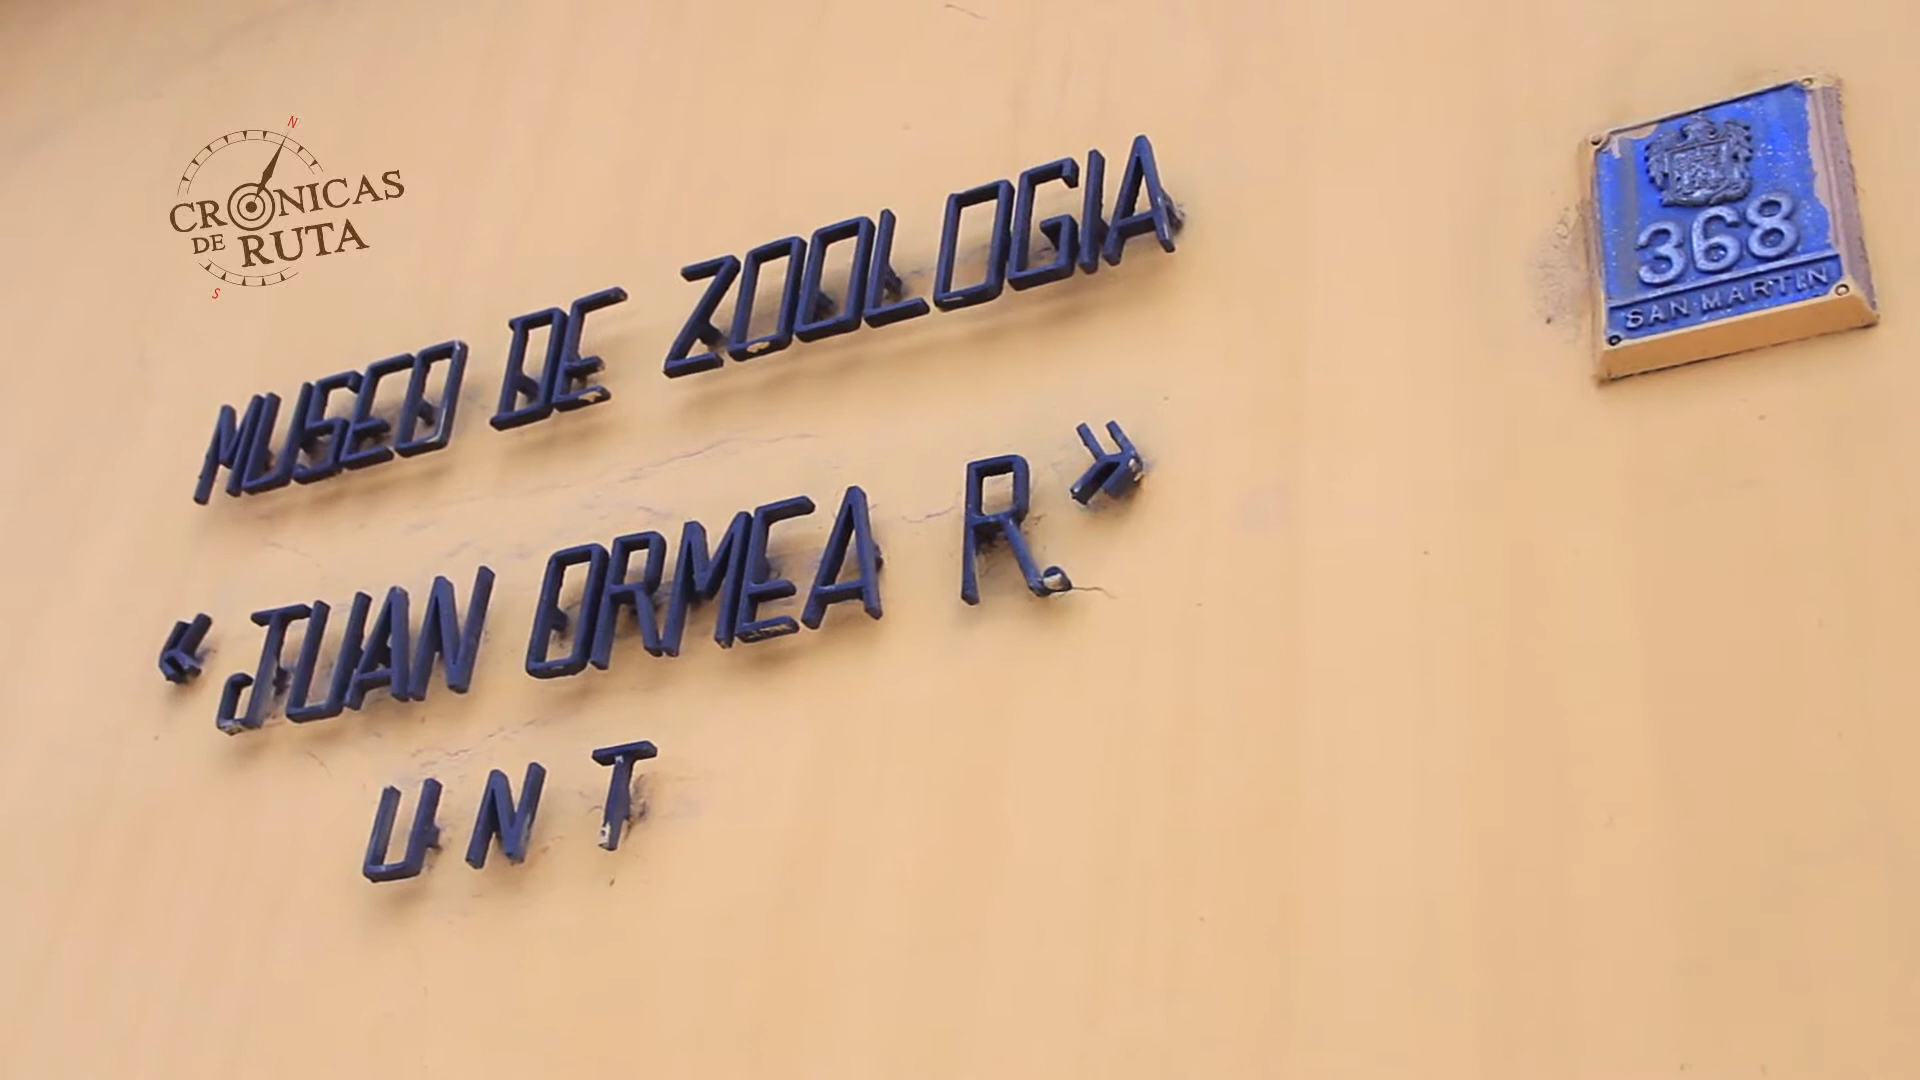 N
CRONICAS
DE RUTA
S
MUSEO DE ZOOLOGIA
368
SAN MARTIN
«JUAN ORMEA R.»
UNT